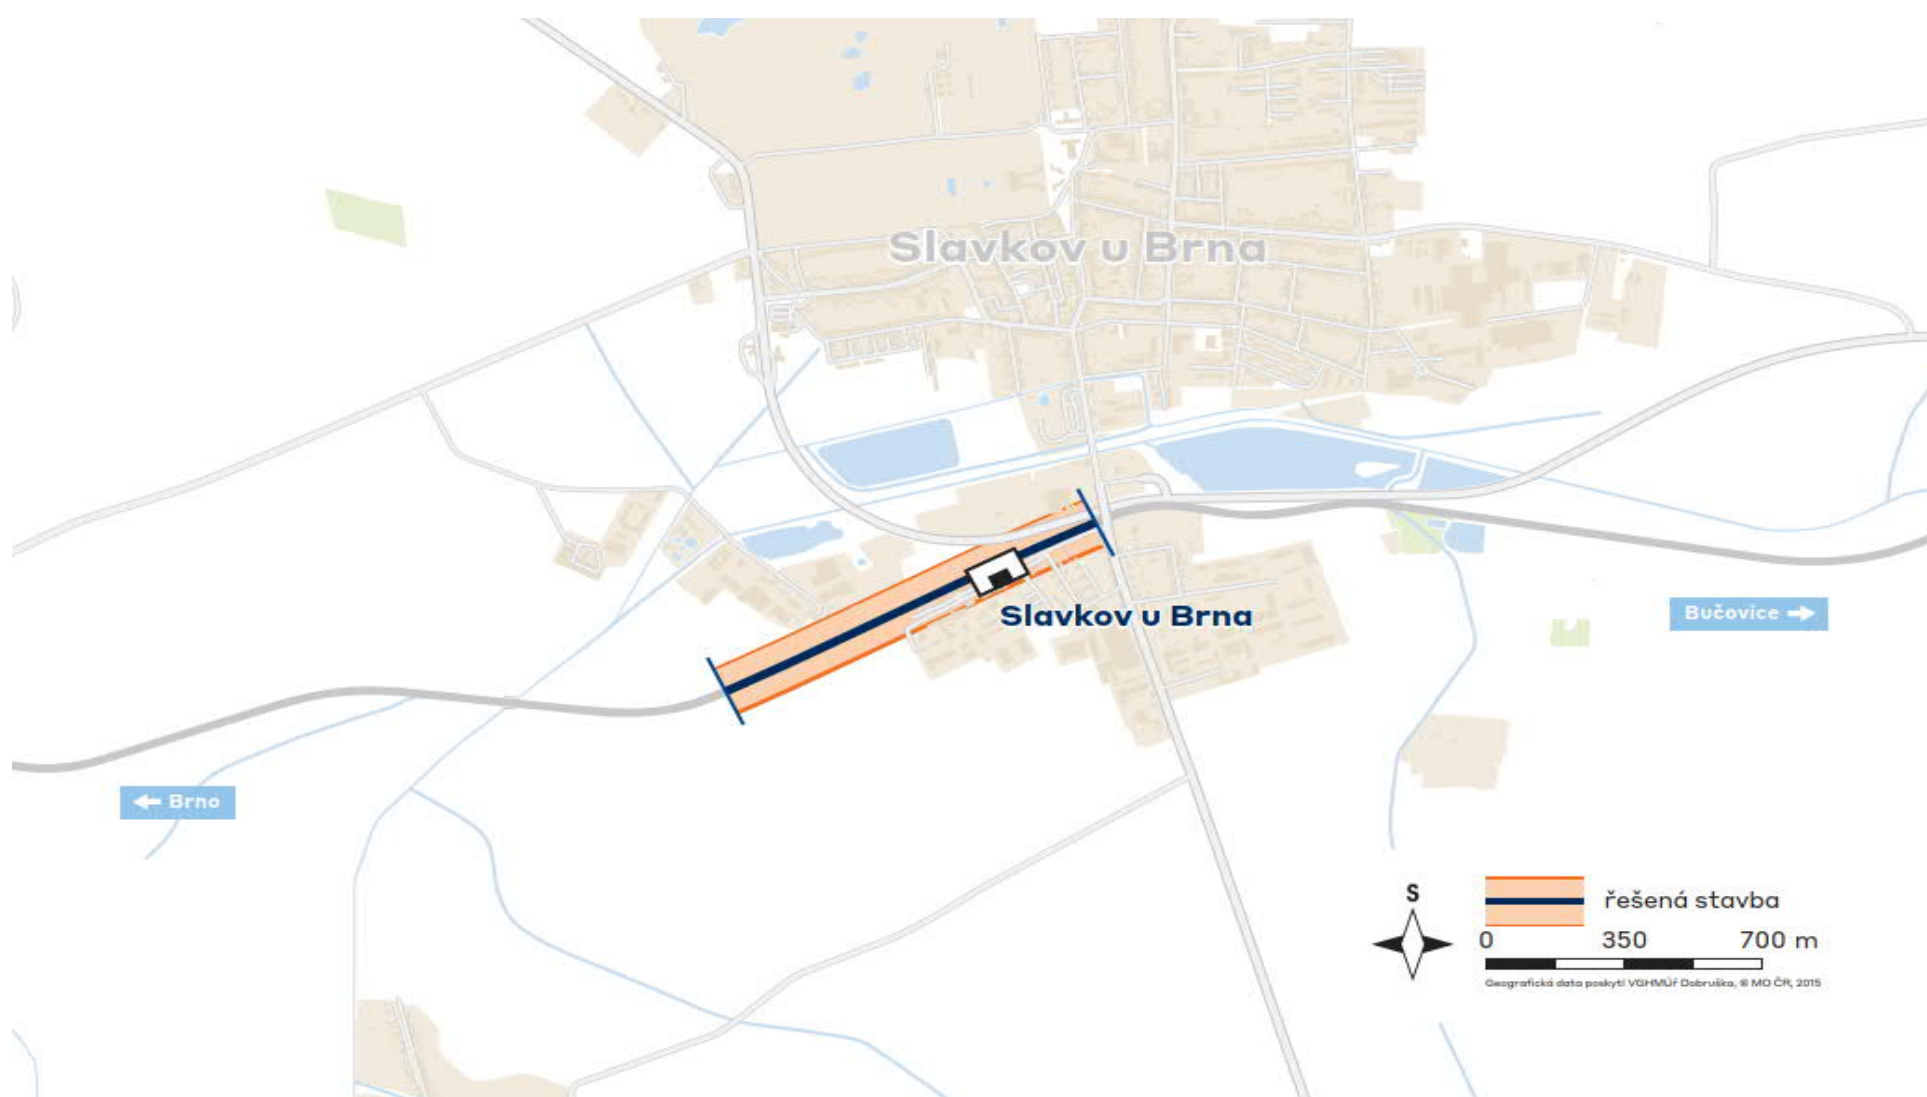 Slavkov u Brna
Slavkov u Brna
Bučovice
Brno
S
řešená stavba
0 350 700 m
Geografická data poskytl VGHMÚř Dobruška, © MO ČR, 2015